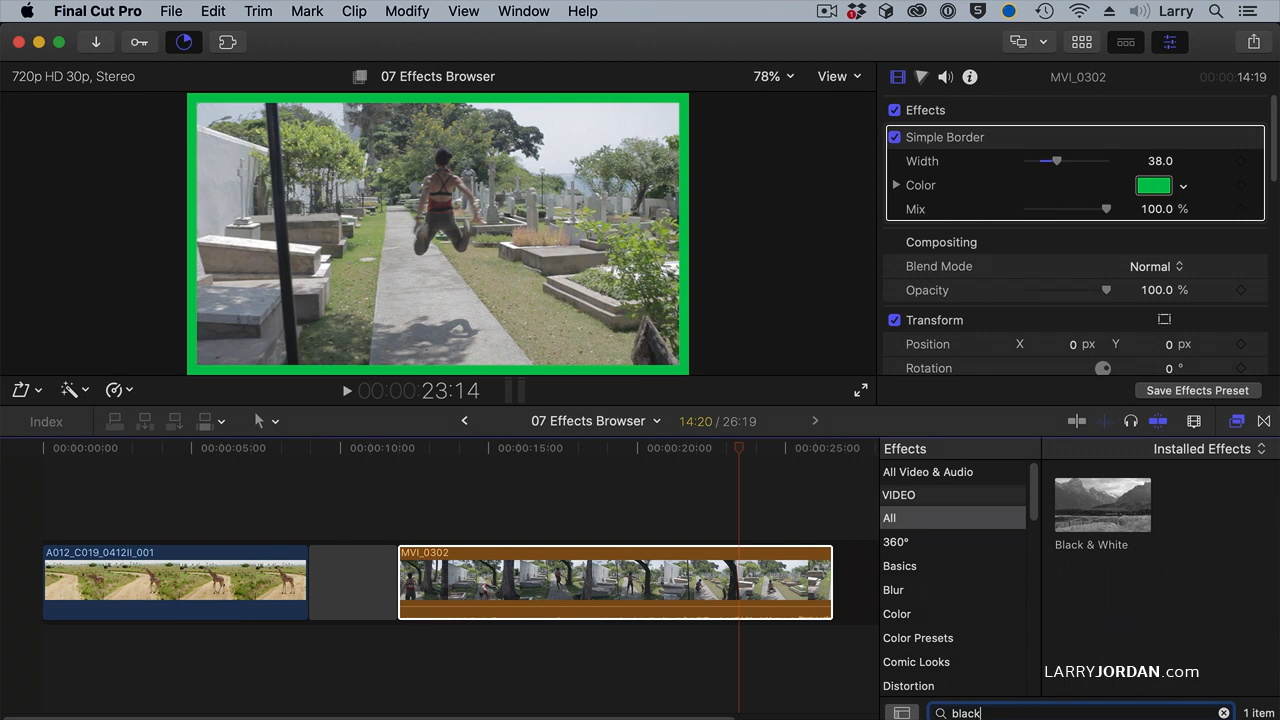 Final Cut Pro File Edit Trim Mark Clip Modify View Window Help Larry
720p HD 30p, Stereo 07 Effects Browser 78% View MVI_0302 00:00:14:19
Effects
Simple Border
Width 38.0
Color
Mix 100.0 %
Compositing
Blend Mode Normal
Opacity 100.0 %
Transform
Position X 0 px Y 0 px
Rotation 0 °
00:00:00:23:14 Save Effects Preset
Index 07 Effects Browser 14:20 / 26:19
00:00:00:00 00:00:05:00 00:00:10:00 00:00:15:00 00:00:20:00 00:00:25:00
Effects Installed Effects
All Video & Audio
VIDEO
All
360°
Basics
Blur
Color
Color Presets
Comic Looks
Distortion
Black & White
A012_C019_0412II_001 MVI_0302
LARRYJORDAN.com
black 1 item